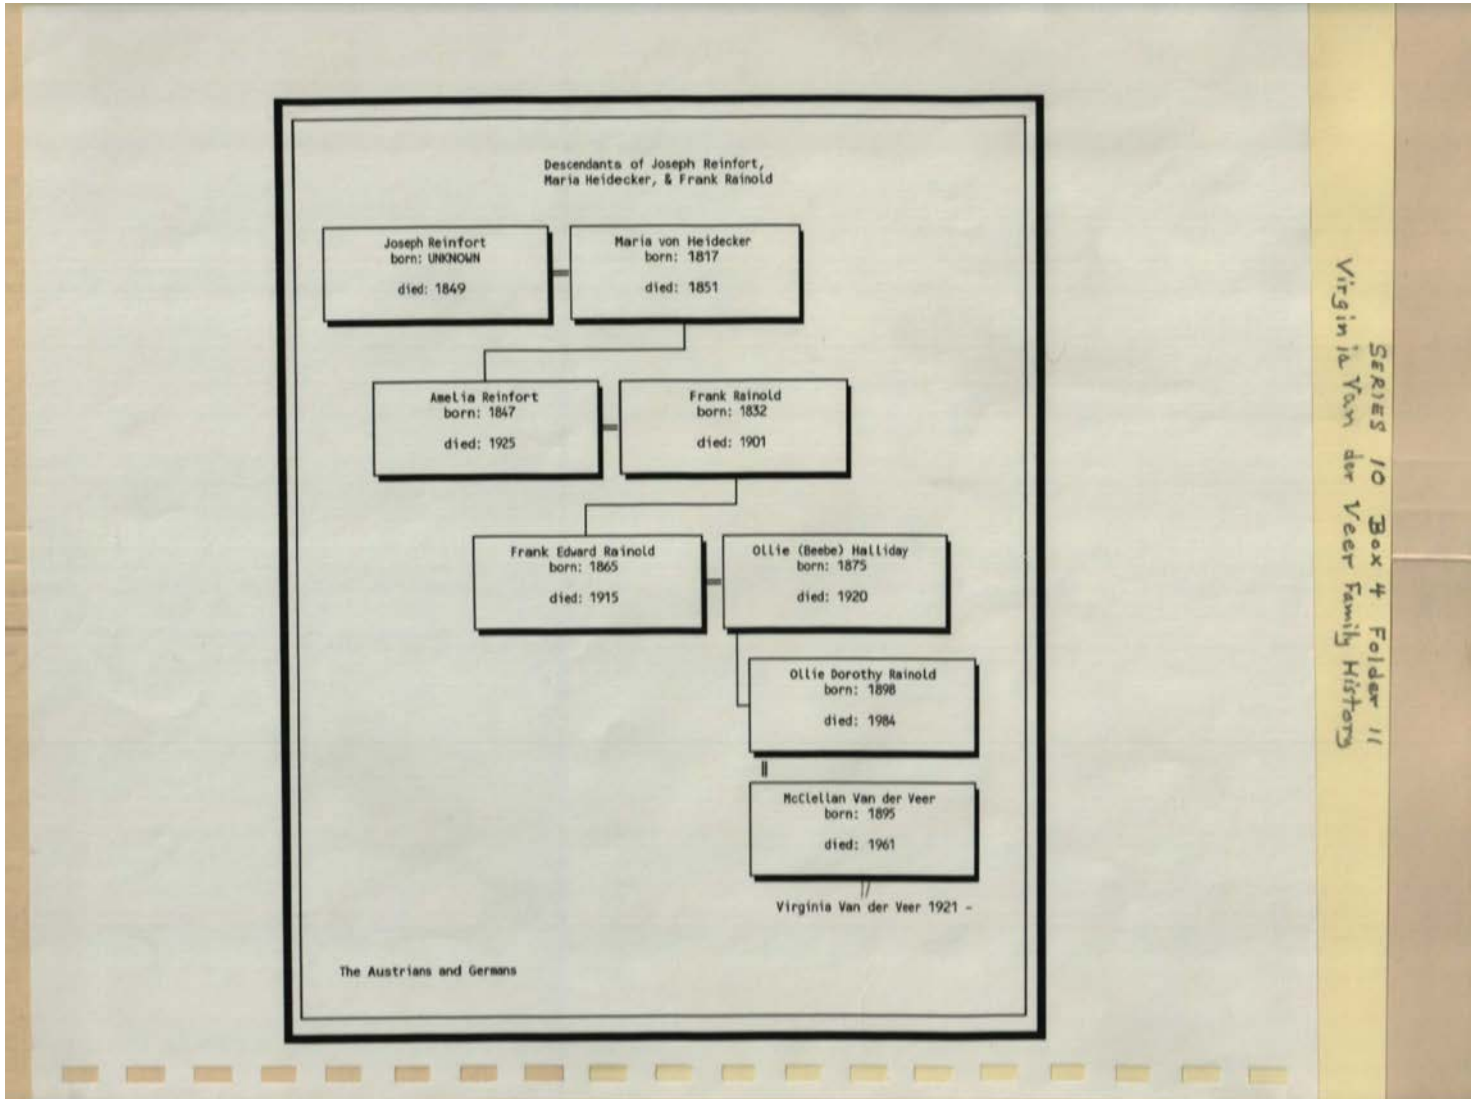 Descendants of Joseph Reinfort,
Maria Heidecker, & Frank Rainold
Joseph Reinfort
born: UNKNOWN
died: 1849
Maria von Heidecker
born: 1817
died: 1851
Amelia Reinfort
born: 1847
died: 1925
Frank Rainold
born: 1832
died: 1901
Frank Edward Rainold
born: 1865
died: 1915
Ollie (Beebe) Halliday
born: 1875
died: 1920
Ollie Dorothy Rainold
born: 1898
died: 1984
McClellan Van der Veer
born: 1895
died: 1961
Virginia Van der Veer 1921 -
The Austrians and Germans
SERIES 10 Box 4 Folder 11
Virginia Van der Veer Family History